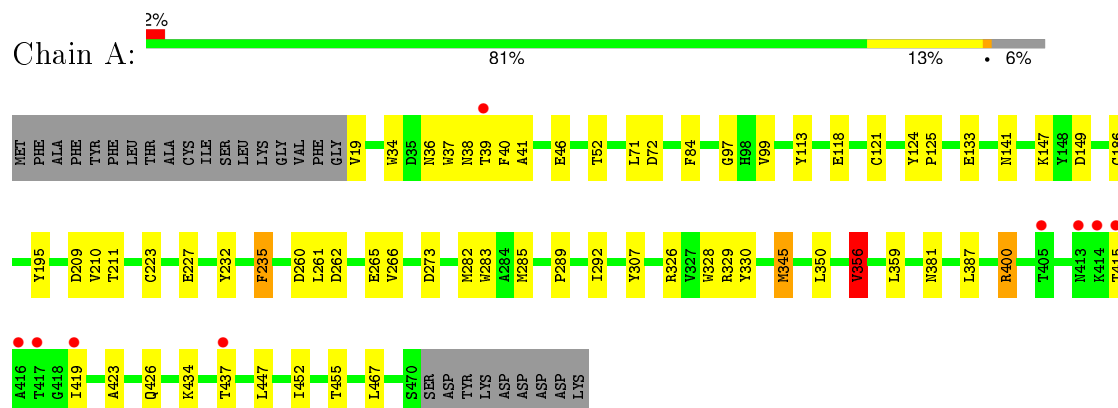 2%
Chain A:
81% 13% • 6%
MET PHE ALA PHE TYR PHE LEU THR ALA CYS ILE SER LEU LYS GLY VAL PHE GLY V19 W34 D35 N36 W37 N38 T39 F40 A41 E46 T52 L71 D72 F84 G97 H98 V99 Y113 E118 C121 Y124 P125 E133 N141 K147 Y148 D149
Y195 D209 V210 T211 C223 E227 Y232 F235 D260 L261 D262 E265 V266 D273 M282 W283 A284 M285 P289 I292 Y307 R326 V327 W328 R329 Y330 M345 L350 V356 L359 N381 L387 R400 T405 N413 K414 T415
A416 T417 G418 I419 A423 Q426 K434 T437 L447 I452 T455 L467 S470 SER ASP TYR LYS ASP ASP ASP ASP LYS